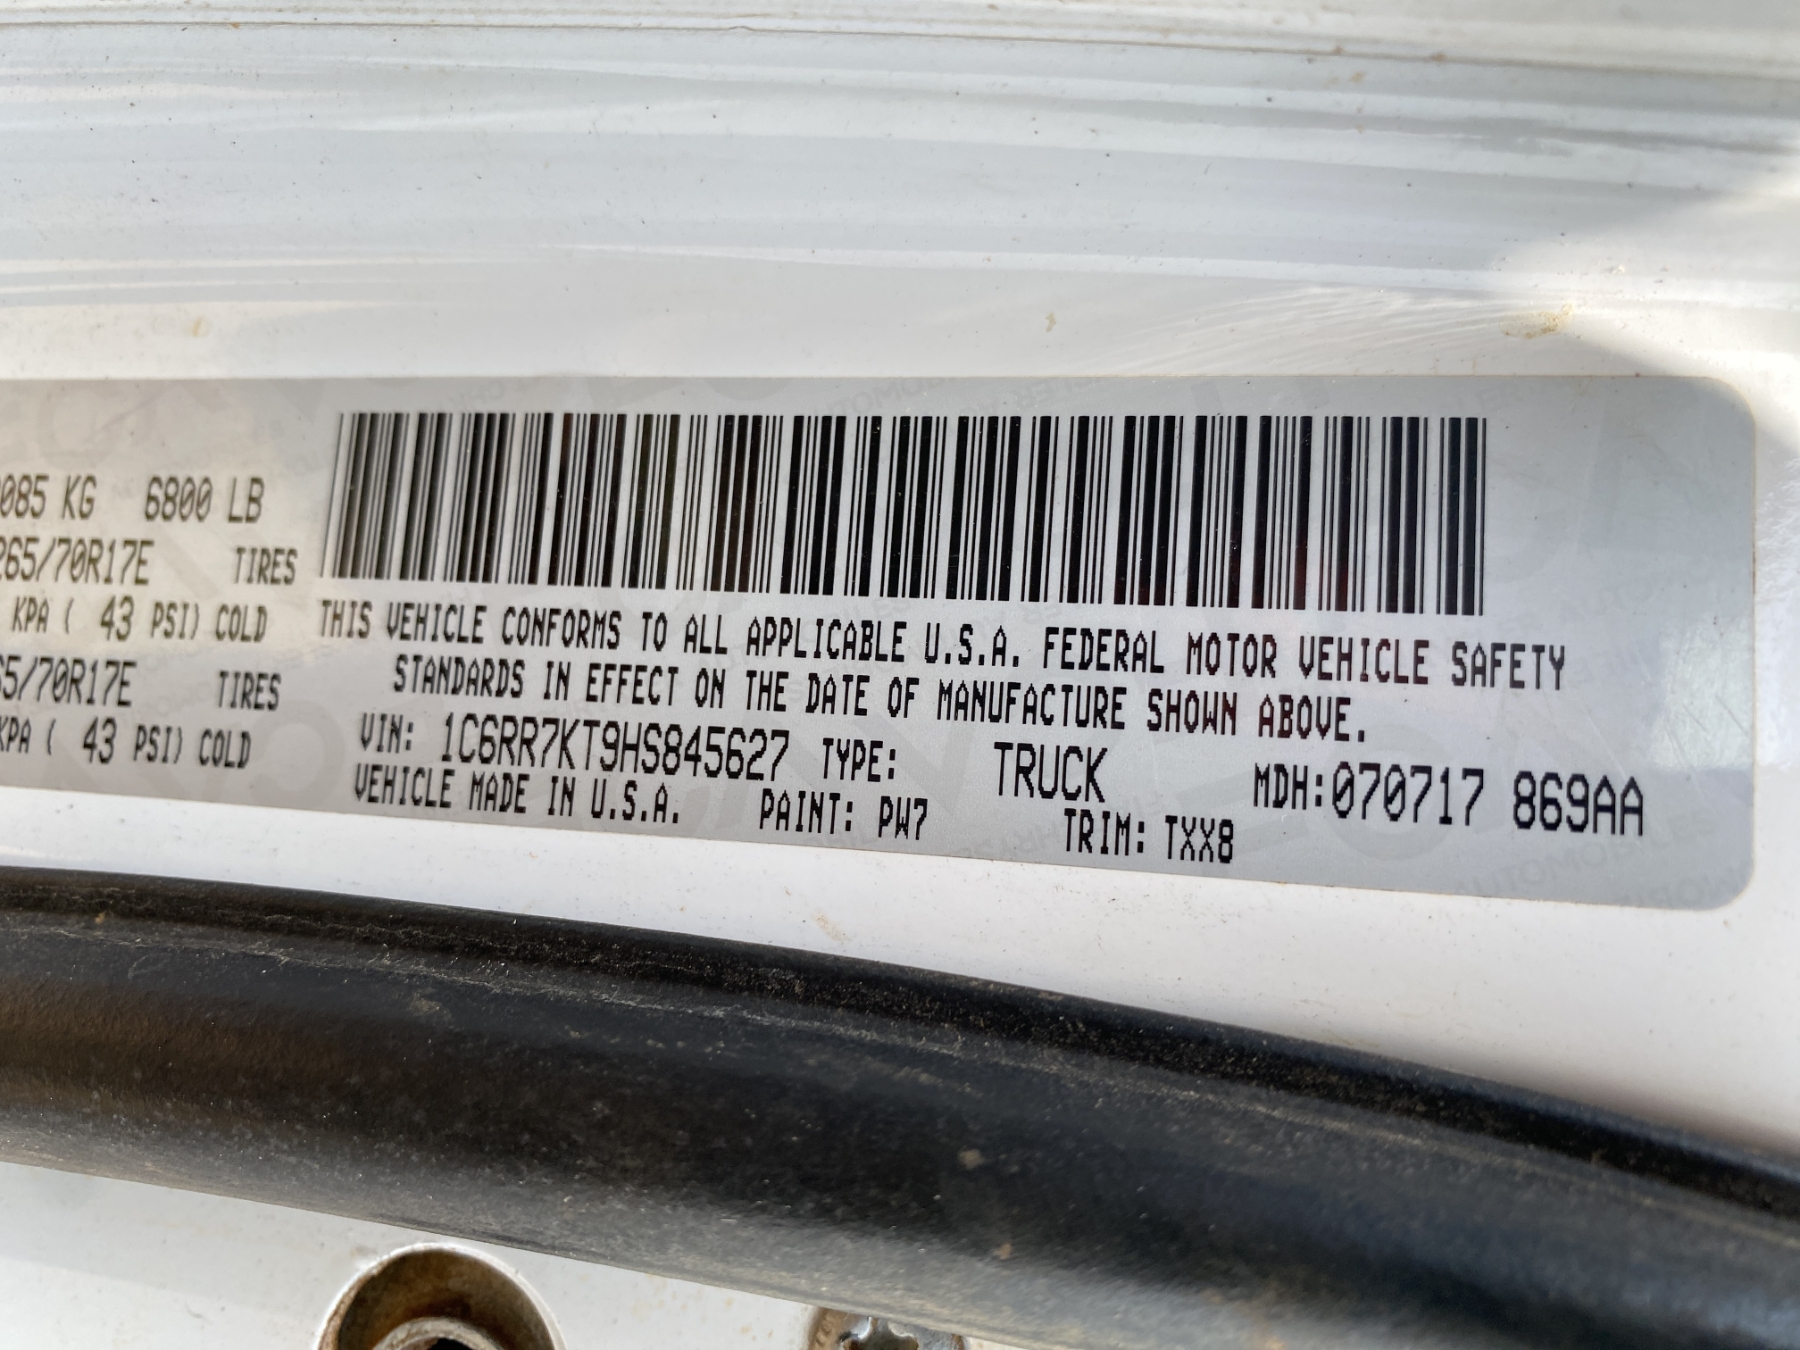 085 KG 6800 LB
265/70R17E TIRES
KPA ( 43 PSI) COLD
65/70R17E TIRES
KPA ( 43 PSI) COLD
THIS VEHICLE CONFORMS TO ALL APPLICABLE U.S.A. FEDERAL MOTOR VEHICLE SAFETY
STANDARDS IN EFFECT ON THE DATE OF MANUFACTURE SHOWN ABOVE.
VIN: 1C6RR7KT9HS845627 TYPE: TRUCK MDH:070717 869AA
VEHICLE MADE IN U.S.A. PAINT: PW7 TRIM: TXX8